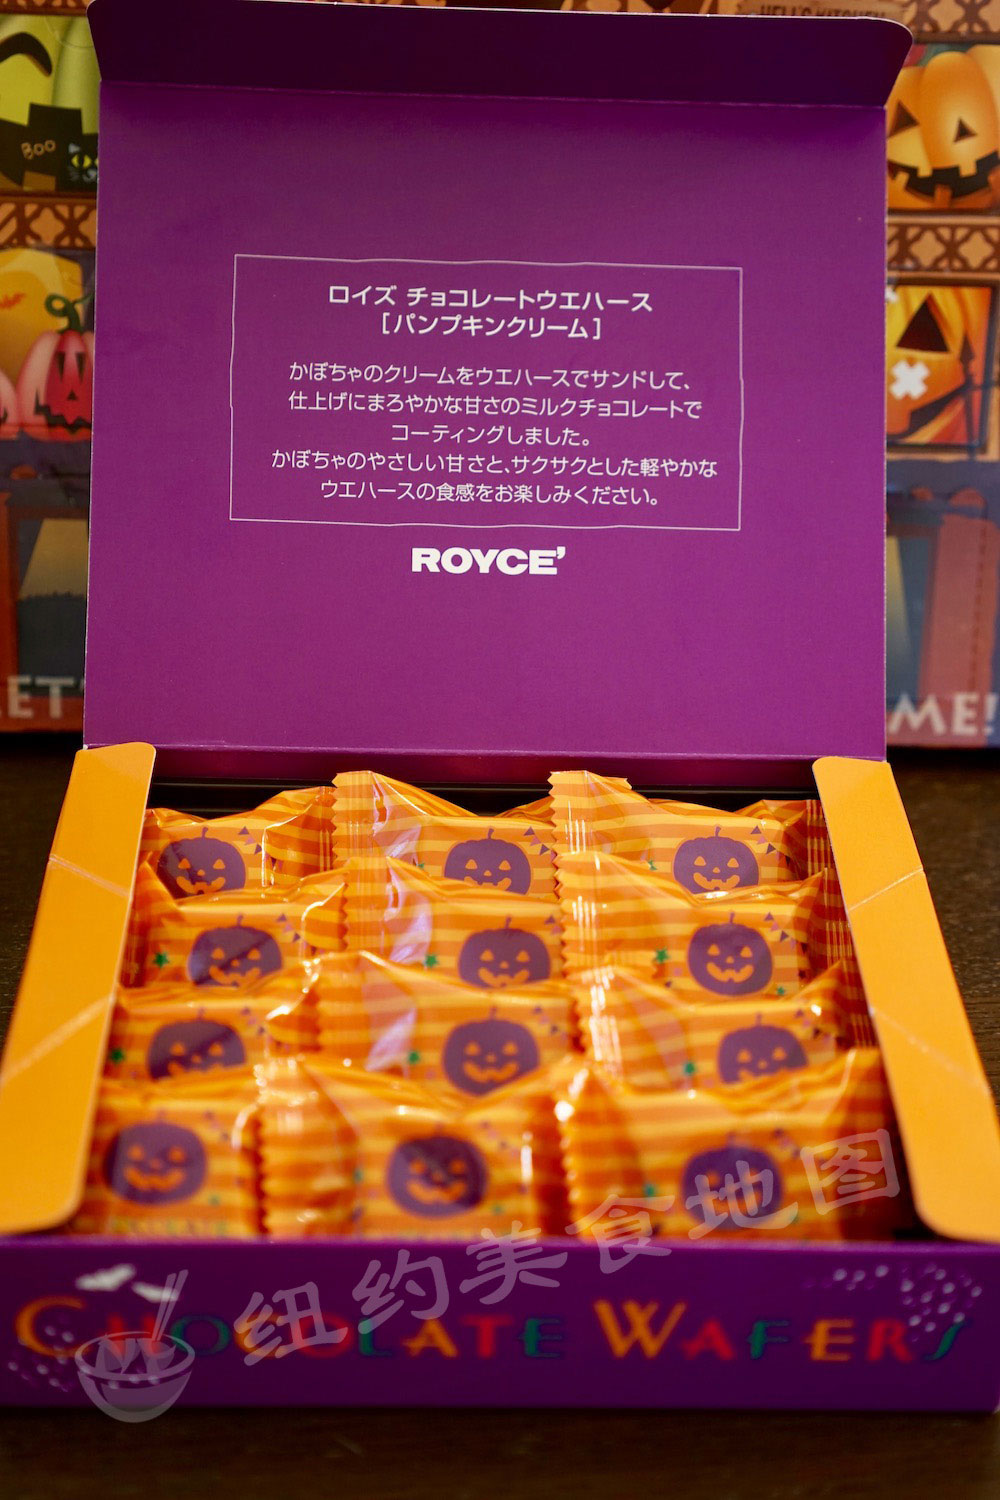 HELL'S KITCHEN
BOO
ロイズ チョコレートウエハース
[パンプキンクリーム]
かぼちゃのクリームをウエハースでサンドして、
仕上げにまろやかな甘さのミルクチョコレートで
コーティングしました。
かぼちゃのやさしい甘さと、サクサクとした軽やかな
ウエハースの食感をお楽しみください。
ROYCE'
ME!
纽约美食地图
CHOCOLATE WAFERS